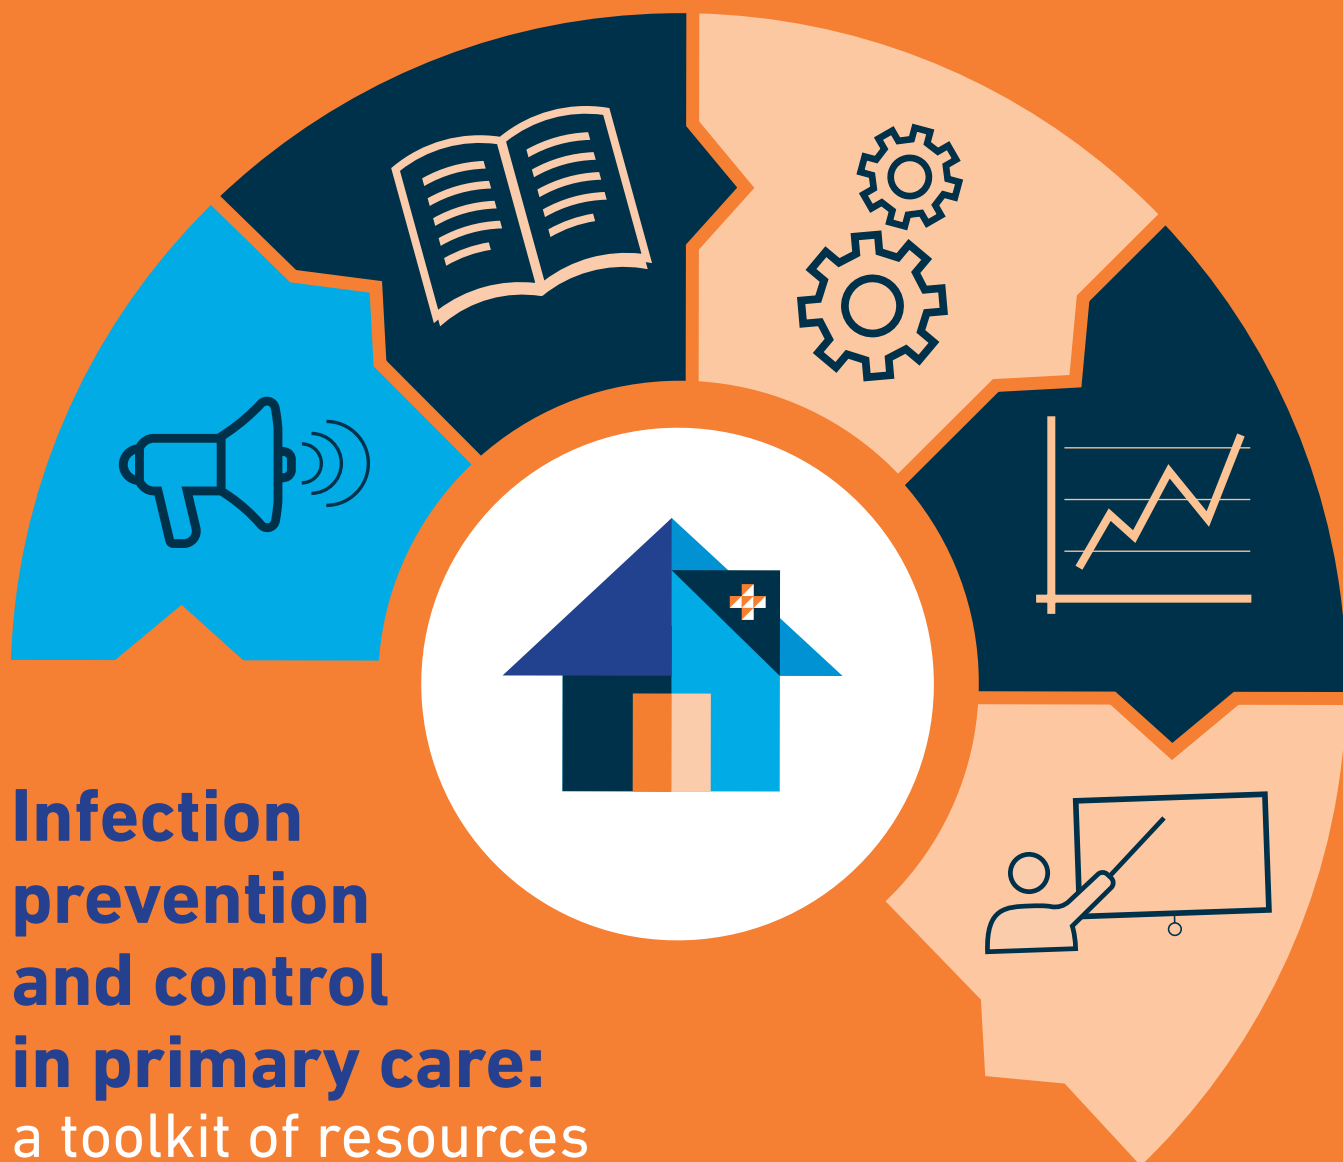 Infection
prevention
and control
in primary care:
a toolkit of resources